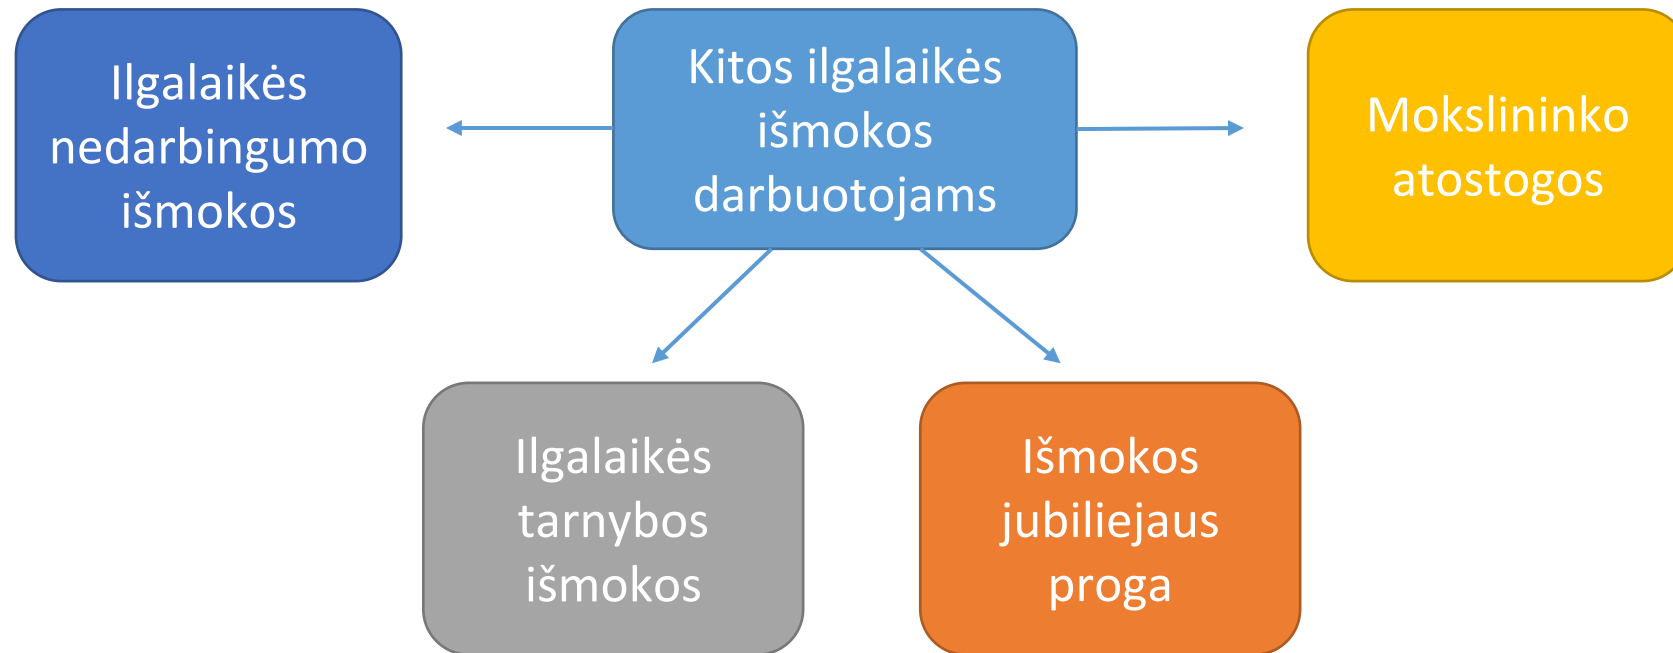 Ilgalaikės
nedarbingumo
išmokos
Kitos ilgalaikės
išmokos
darbuotojams
Mokslininko
atostogos
Ilgalaikės
tarnybos
išmokos
Išmokos
jubiliejaus
proga